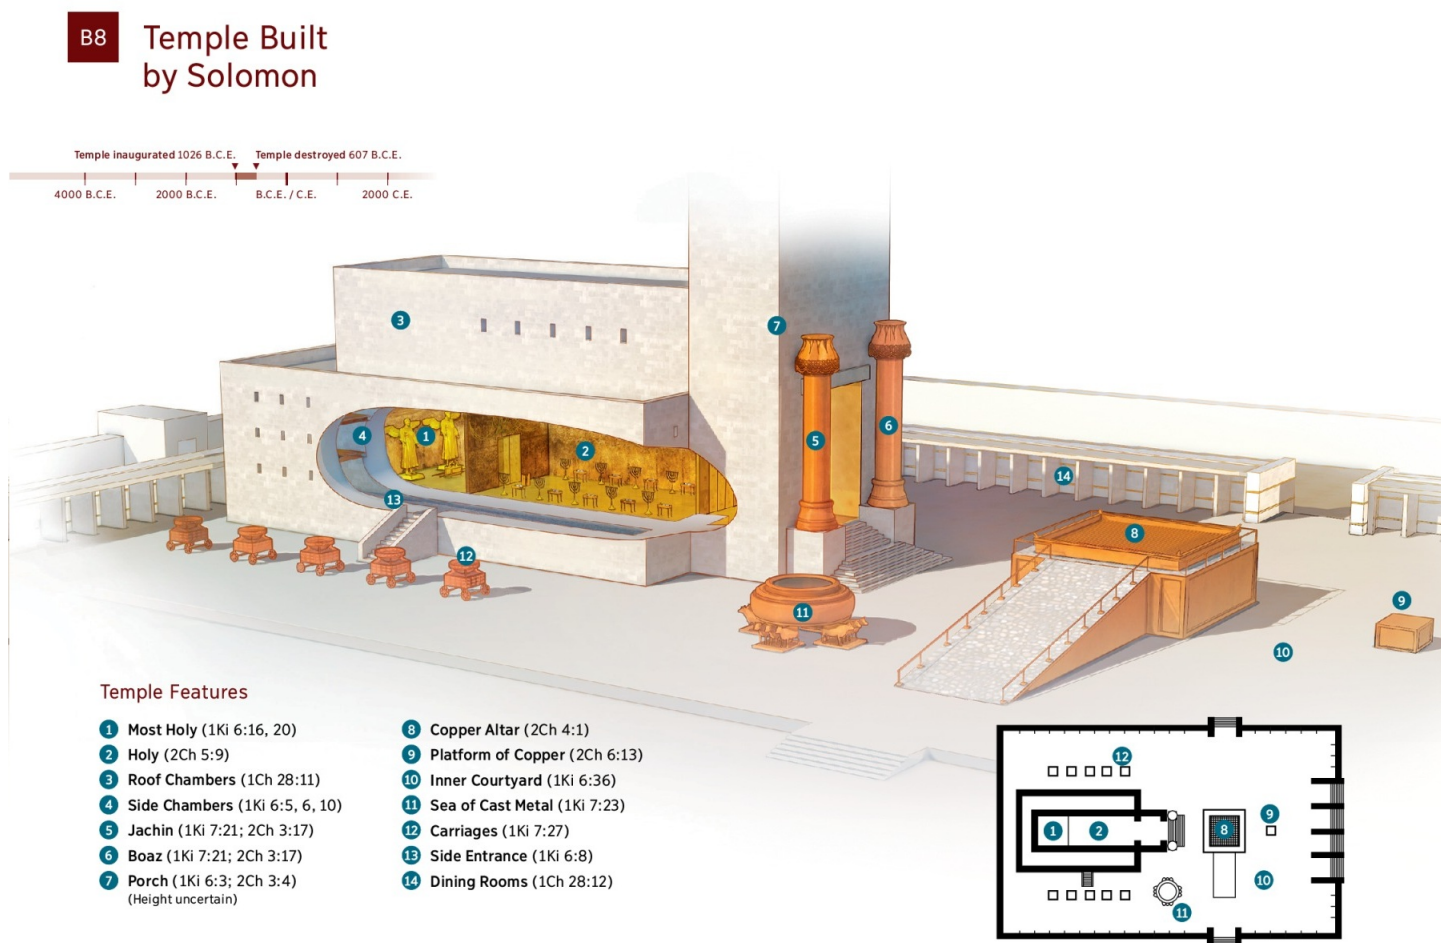 B8
Temple Built
by Solomon
Temple inaugurated 1026 B.C.E.
Temple destroyed 607 B.C.E.
4000 B.C.E.
2000 B.C.E.
B.C.E. / C.E.
2000 C.E.
3
7
5
6
4
1
2
13
14
8
12
11
9
10
Temple Features
1 Most Holy (1Ki 6:16, 20)
2 Holy (2Ch 5:9)
3 Roof Chambers (1Ch 28:11)
4 Side Chambers (1Ki 6:5, 6, 10)
5 Jachin (1Ki 7:21; 2Ch 3:17)
6 Boaz (1Ki 7:21; 2Ch 3:17)
7 Porch (1Ki 6:3; 2Ch 3:4)
(Height uncertain)
8 Copper Altar (2Ch 4:1)
9 Platform of Copper (2Ch 6:13)
10 Inner Courtyard (1Ki 6:36)
11 Sea of Cast Metal (1Ki 7:23)
12 Carriages (1Ki 7:27)
13 Side Entrance (1Ki 6:8)
14 Dining Rooms (1Ch 28:12)
12
9
1
2
8
10
11